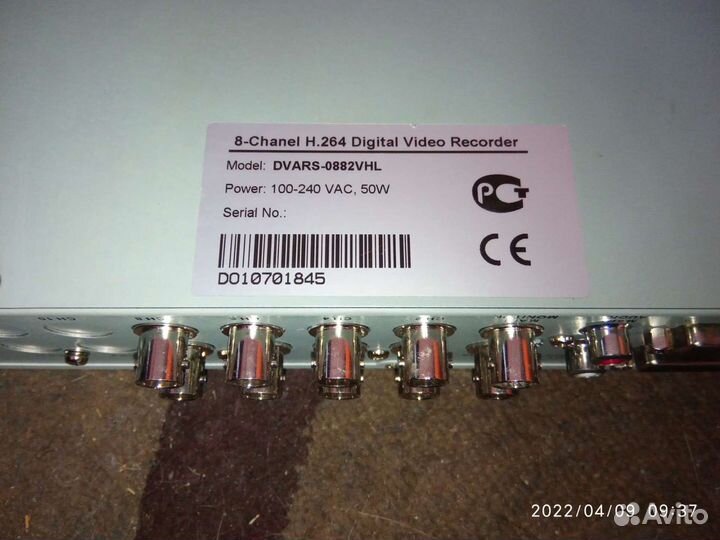 8-Chanel H.264 Digital Video Recorder
Model: DVARS-0882VHL
Power: 100-240 VAC, 50W
Serial No.:
РСТ
CE
DO10701845
2022/04/09 09:37
Avito